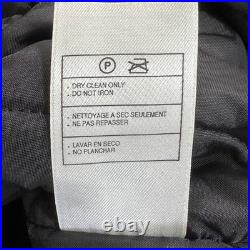 P
- DRY CLEAN ONLY
- DO NOT IRON
- NETTOYAGE A SEC SEULEMENT
- NE PAS REPASSER
- LAVAR EN SECO
- NO PLANCHAR